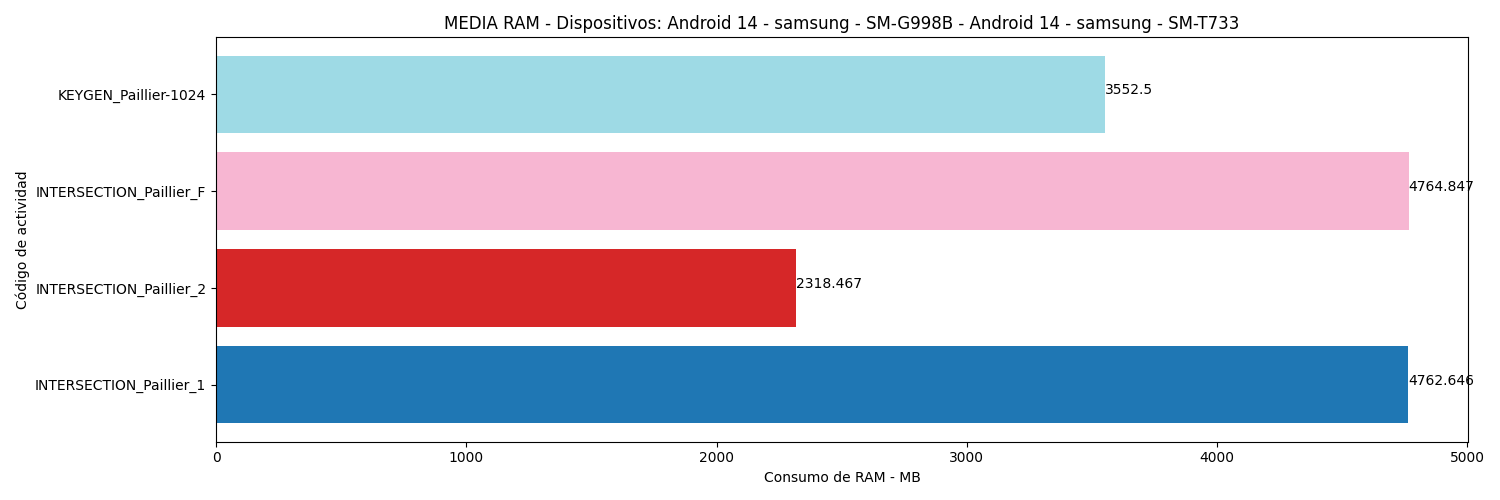 MEDIA RAM - Dispositivos: Android 14 - samsung - SM-G998B - Android 14 - samsung - SM-T733
Código de actividad
KEYGEN_Paillier-1024
3552.5
INTERSECTION_Paillier_F
4764.847
INTERSECTION_Paillier_2
2318.467
INTERSECTION_Paillier_1
4762.646
0 1000 2000 3000 4000 5000
Consumo de RAM - MB